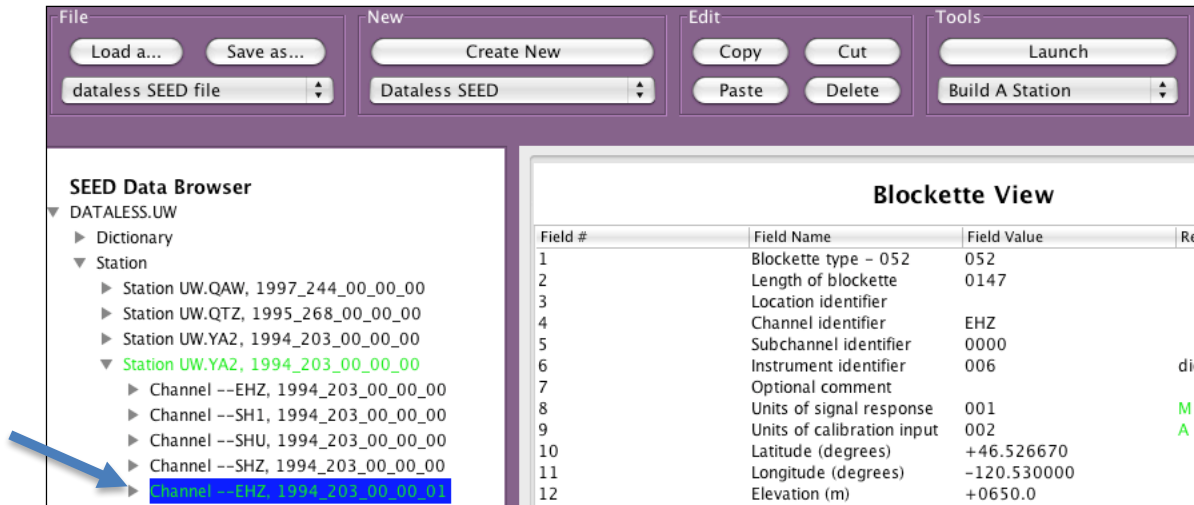 File New Edit Tools
Load a... Save as... Create New Copy Cut Launch
dataless SEED file Dataless SEED Paste Delete Build A Station
SEED Data Browser
DATALESS.UW
Dictionary
Station
Station UW.QAW, 1997_244_00_00_00
Station UW.QTZ, 1995_268_00_00_00
Station UW.YA2, 1994_203_00_00_00
Station UW.YA2, 1994_203_00_00_00
Channel --EHZ, 1994_203_00_00_00
Channel --SH1, 1994_203_00_00_00
Channel --SHU, 1994_203_00_00_00
Channel --SHZ, 1994_203_00_00_00
Channel --EHZ, 1994_203_00_00_01
Blockette View
Field # Field Name Field Value
1 Blockette type – 052 052
2 Length of blockette 0147
3 Location identifier
4 Channel identifier EHZ
5 Subchannel identifier 0000
6 Instrument identifier 006
7 Optional comment
8 Units of signal response 001 M
9 Units of calibration input 002 A
10 Latitude (degrees) +46.526670
11 Longitude (degrees) -120.530000
12 Elevation (m) +0650.0